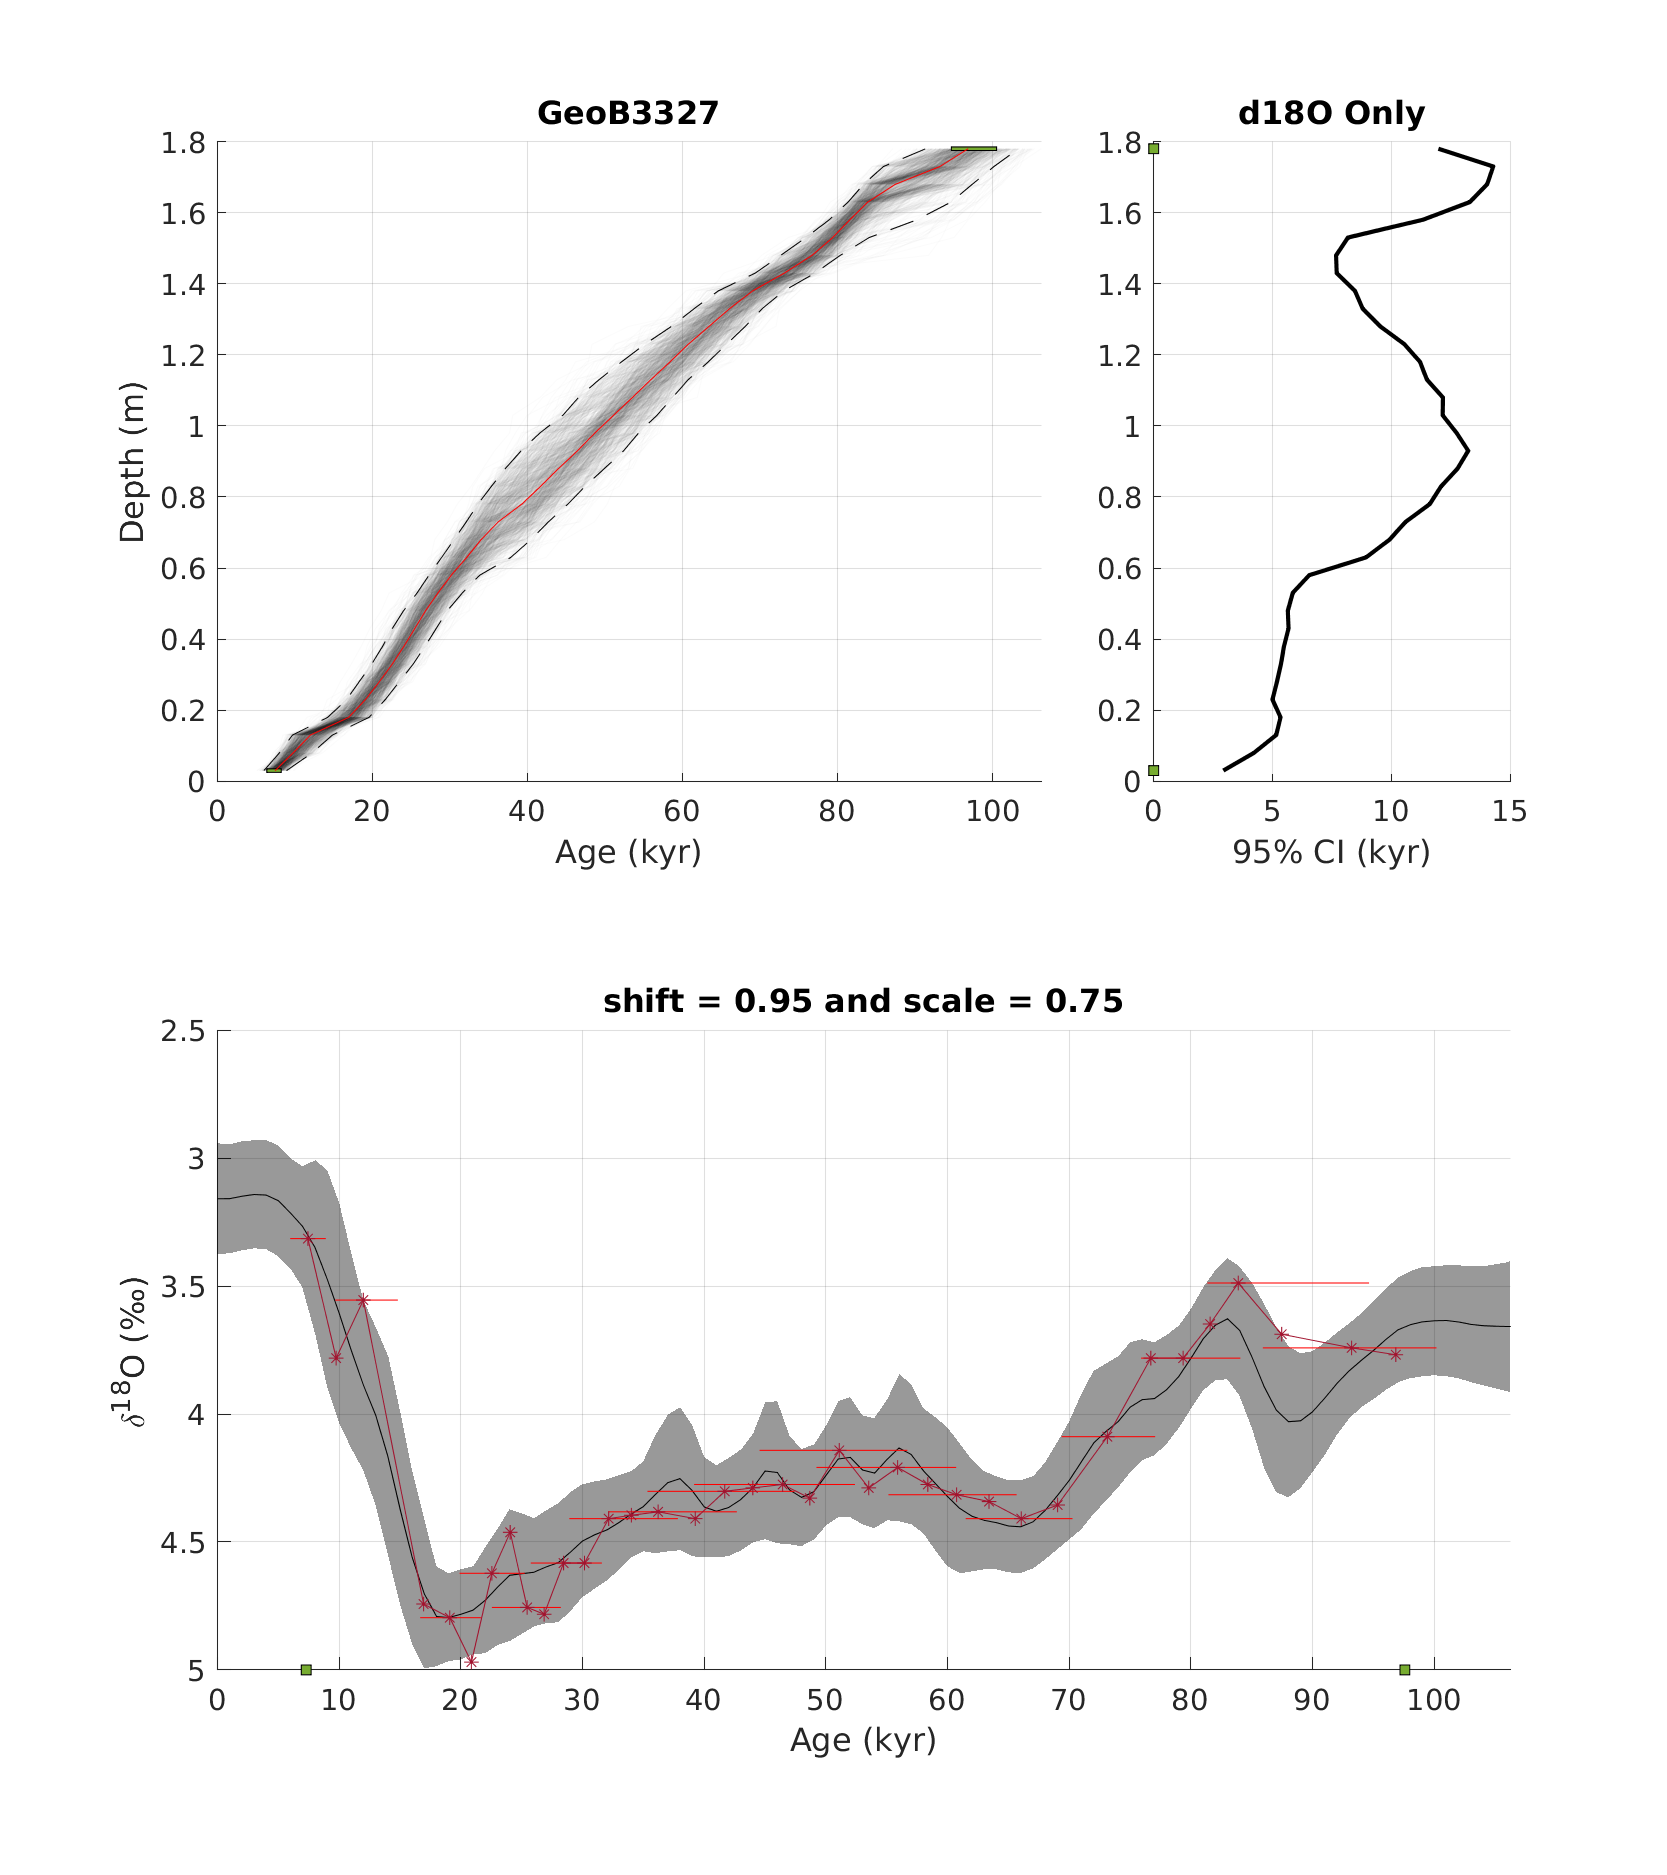 GeoB3327
d18O Only
1.8
1.6
1.4
1.2
1
0.8
0.6
0.4
0.2
0
Depth (m)
0 20 40 60 80 100
Age (kyr)
1.8
1.6
1.4
1.2
1
0.8
0.6
0.4
0.2
0
0 5 10 15
95% CI (kyr)
shift = 0.95 and scale = 0.75
2.5
3
3.5
4
4.5
5
δ18O (‰)
0 10 20 30 40 50 60 70 80 90 100
Age (kyr)